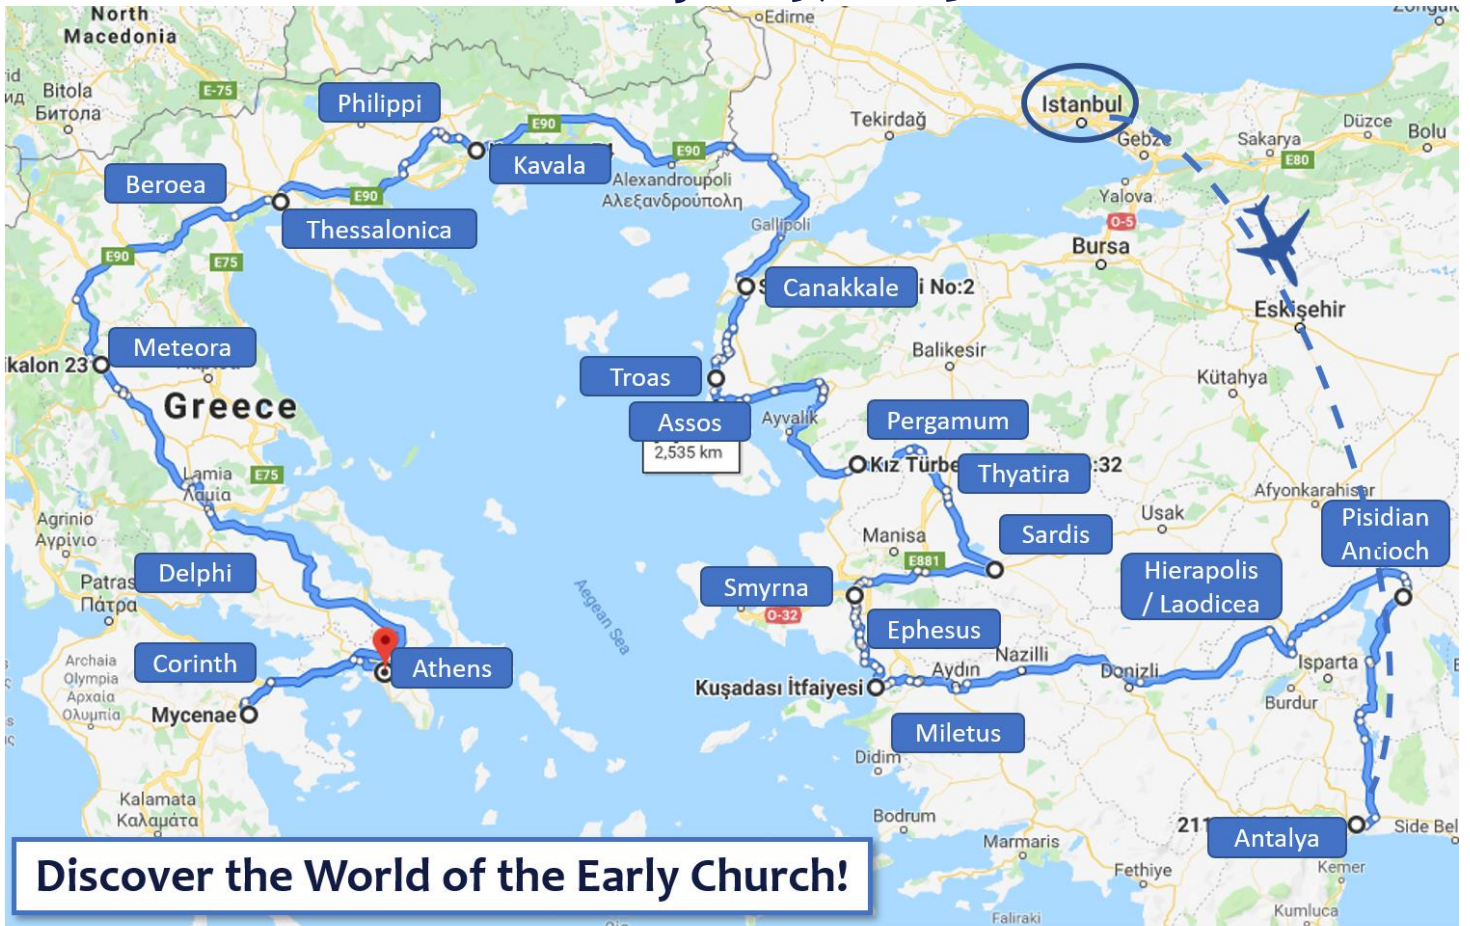 North
Macedonia
Edirne
Bitola
Битола
E-75
Philippi
E90
Kavala
E90
Alexandroupoli
Αλεξανδρούπολη
Tekirdağ
Istanbul
Gebze
Sakarya
Düzce
Bolu
E80
Yalova
O-5
Bursa
Beroea
E90
Thessalonica
E90
E75
Gallipoli
Canakkale
i No:2
Eskişehir
Meteora
ikalon 23
Greece
Troas
Balikesir
Kütahya
Assos
Ayvalik
2,535 km
Pergamum
Kız Türbe
:32
Thyatira
Lamia
Λαμία
E75
Afyonkarahisar
Usak
Pisidian
Antioch
Agrinio
Αγρίνιο
Manisa
Sardis
E881
Delphi
Patras
Πάτρα
Aegean Sea
Smyrna
O-32
Hierapolis
/ Laodicea
Ephesus
Corinth
Athens
Archaia
Olympia
Αρχαία
Ολυμπία
Mycenae
Kuşadası İtfaiyesi
Aydın
Nazilli
Denizli
Isparta
Burdur
Miletus
Didim
Kalamata
Καλαμάτα
Bodrum
Marmaris
Fethiye
211
Antalya
Side Bel
Kemer
Kumluca
Faliraki
Discover the World of the Early Church!